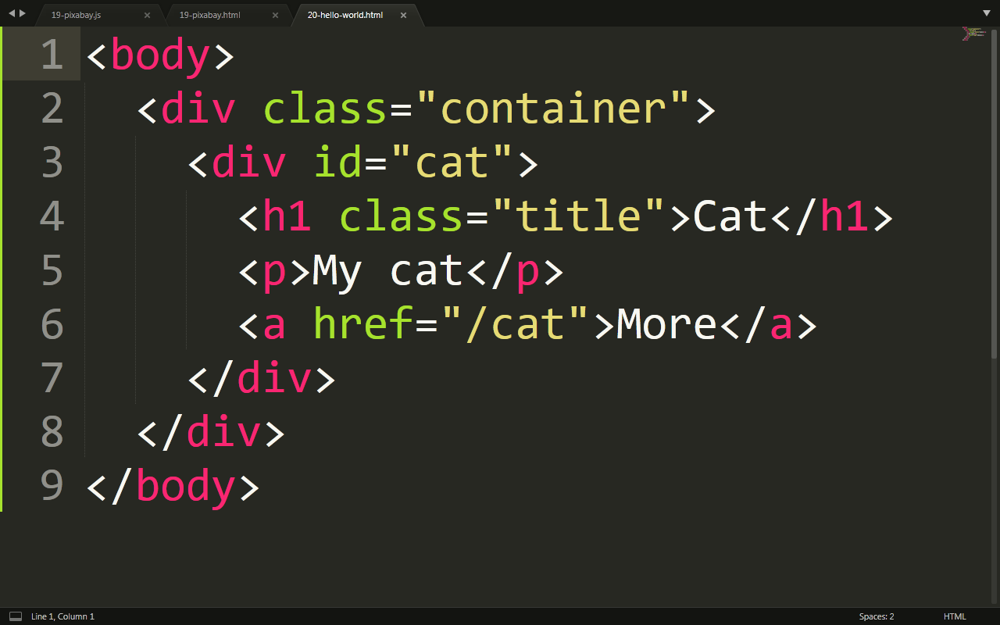 19-pixabay.js × 19-pixabay.html × 20-hello-world.html ×
1 <body>
2 <div class="container">
3 <div id="cat">
4 <h1 class="title">Cat</h1>
5 <p>My cat</p>
6 <a href="/cat">More</a>
7 </div>
8 </div>
9 </body>
Line 1, Column 1 Spaces: 2 HTML